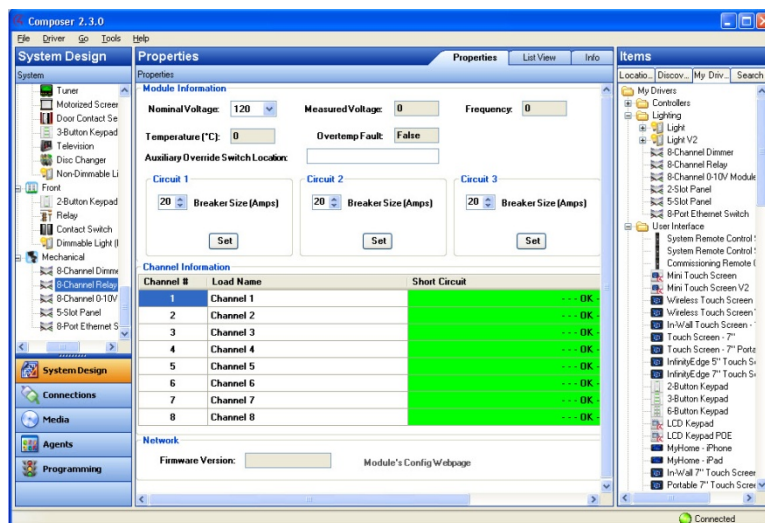 Composer 2.3.0
File Driver Go Tools Help
System Design
System
Tuner
Motorized Screer
Door Contact Se
3-Button Keypad
Television
Disc Changer
Non-Dimmable Li
Front
2-Button Keypad
Relay
Contact Switch
Dimmable Light (
Mechanical
8-Channel Dimme
8-Channel Relay
8-Channel 0-10V
5-Slot Panel
8-Port Ethernet S
System Design
Connections
Media
Agents
Programming
Properties
Properties List View Info
Properties
Module Information
Nominal Voltage: 120 Measured Voltage: 0 Frequency: 0
Temperature (°C): 0 Overtemp Fault: False
Auxiliary Override Switch Location:
Circuit 1 Circuit 2 Circuit 3
20 Breaker Size (Amps) 20 Breaker Size (Amps) 20 Breaker Size (Amps)
Set Set Set
Channel Information
Channel # Load Name Short Circuit
1 Channel 1 - - - OK -
2 Channel 2 - - - OK -
3 Channel 3 - - - OK -
4 Channel 4 - - - OK -
5 Channel 5 - - - OK -
6 Channel 6 - - - OK -
7 Channel 7 - - - OK -
8 Channel 8 - - - OK -
Network
Firmware Version: Module's Config Webpage
Items
Locatio... Discov... My Driv... Search
My Drivers
Controllers
Lighting
Light
Light V2
8-Channel Dimmer
8-Channel Relay
8-Channel 0-10V Module
2-Slot Panel
5-Slot Panel
8-Port Ethernet Switch
User Interface
System Remote Control
System Remote Control
Commissioning Remote
Mini Touch Screen
Mini Touch Screen V2
Wireless Touch Screen
Wireless Touch Screen
In-Wall Touch Screen -
Touch Screen - 7"
Touch Screen - 7" Porta
InfinityEdge 5" Touch Sc
InfinityEdge 7" Touch Sc
2-Button Keypad
3-Button Keypad
6-Button Keypad
LCD Keypad
LCD Keypad POE
MyHome - iPhone
MyHome - iPad
In-Wall 7" Touch Screer
Portable 7" Touch Scree
Connected